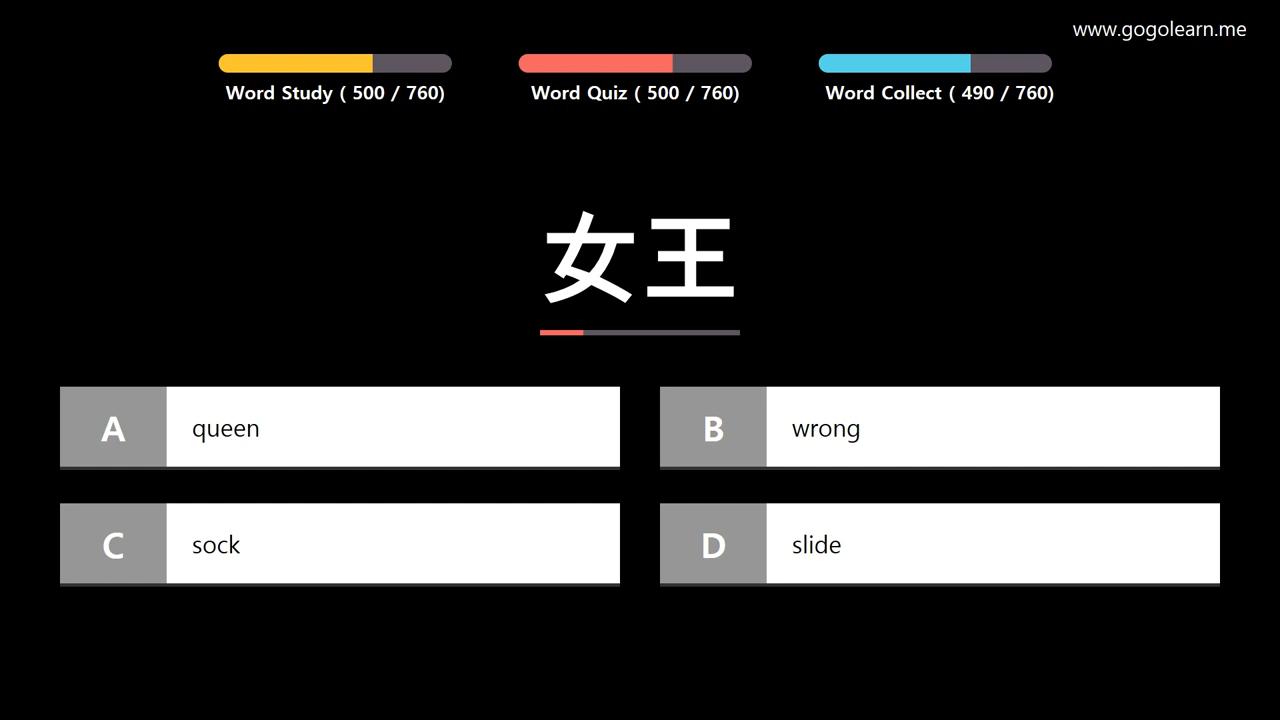 www.gogolearn.me
Word Study ( 500 / 760)
Word Quiz ( 500 / 760)
Word Collect ( 490 / 760)
女王
A queen
B wrong
C sock
D slide